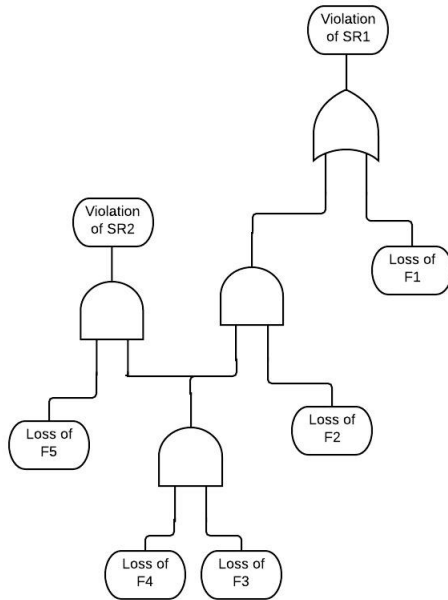 Violation
of SR1
Violation
of SR2
Loss of
F1
Loss of
F5
Loss of
F2
Loss of
F4
Loss of
F3